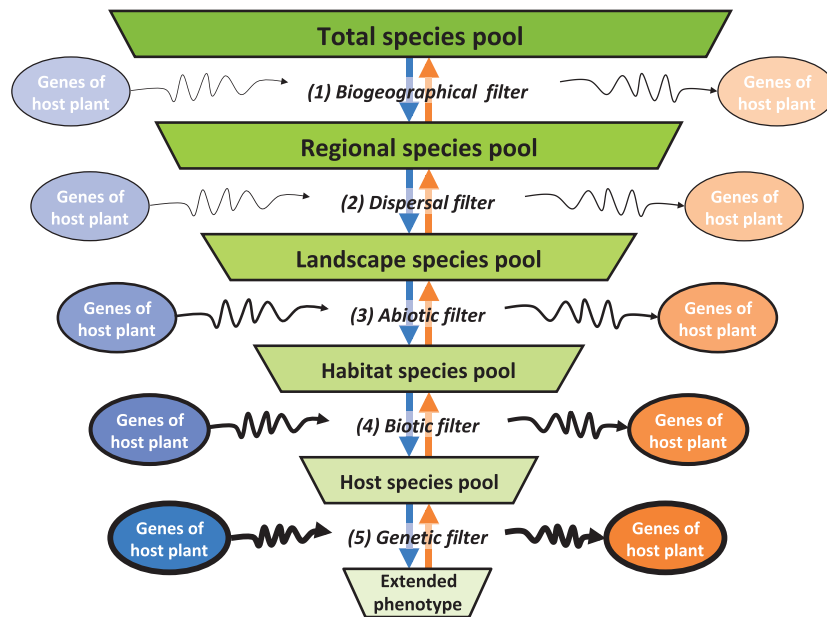 Total species pool
Genes of
host plant
(1) Biogeographical filter
Genes of
host plant
Regional species pool
Genes of
host plant
(2) Dispersal filter
Genes of
host plant
Landscape species pool
Genes of
host plant
(3) Abiotic filter
Genes of
host plant
Habitat species pool
Genes of
host plant
(4) Biotic filter
Genes of
host plant
Host species pool
Genes of
host plant
(5) Genetic filter
Genes of
host plant
Extended
phenotype